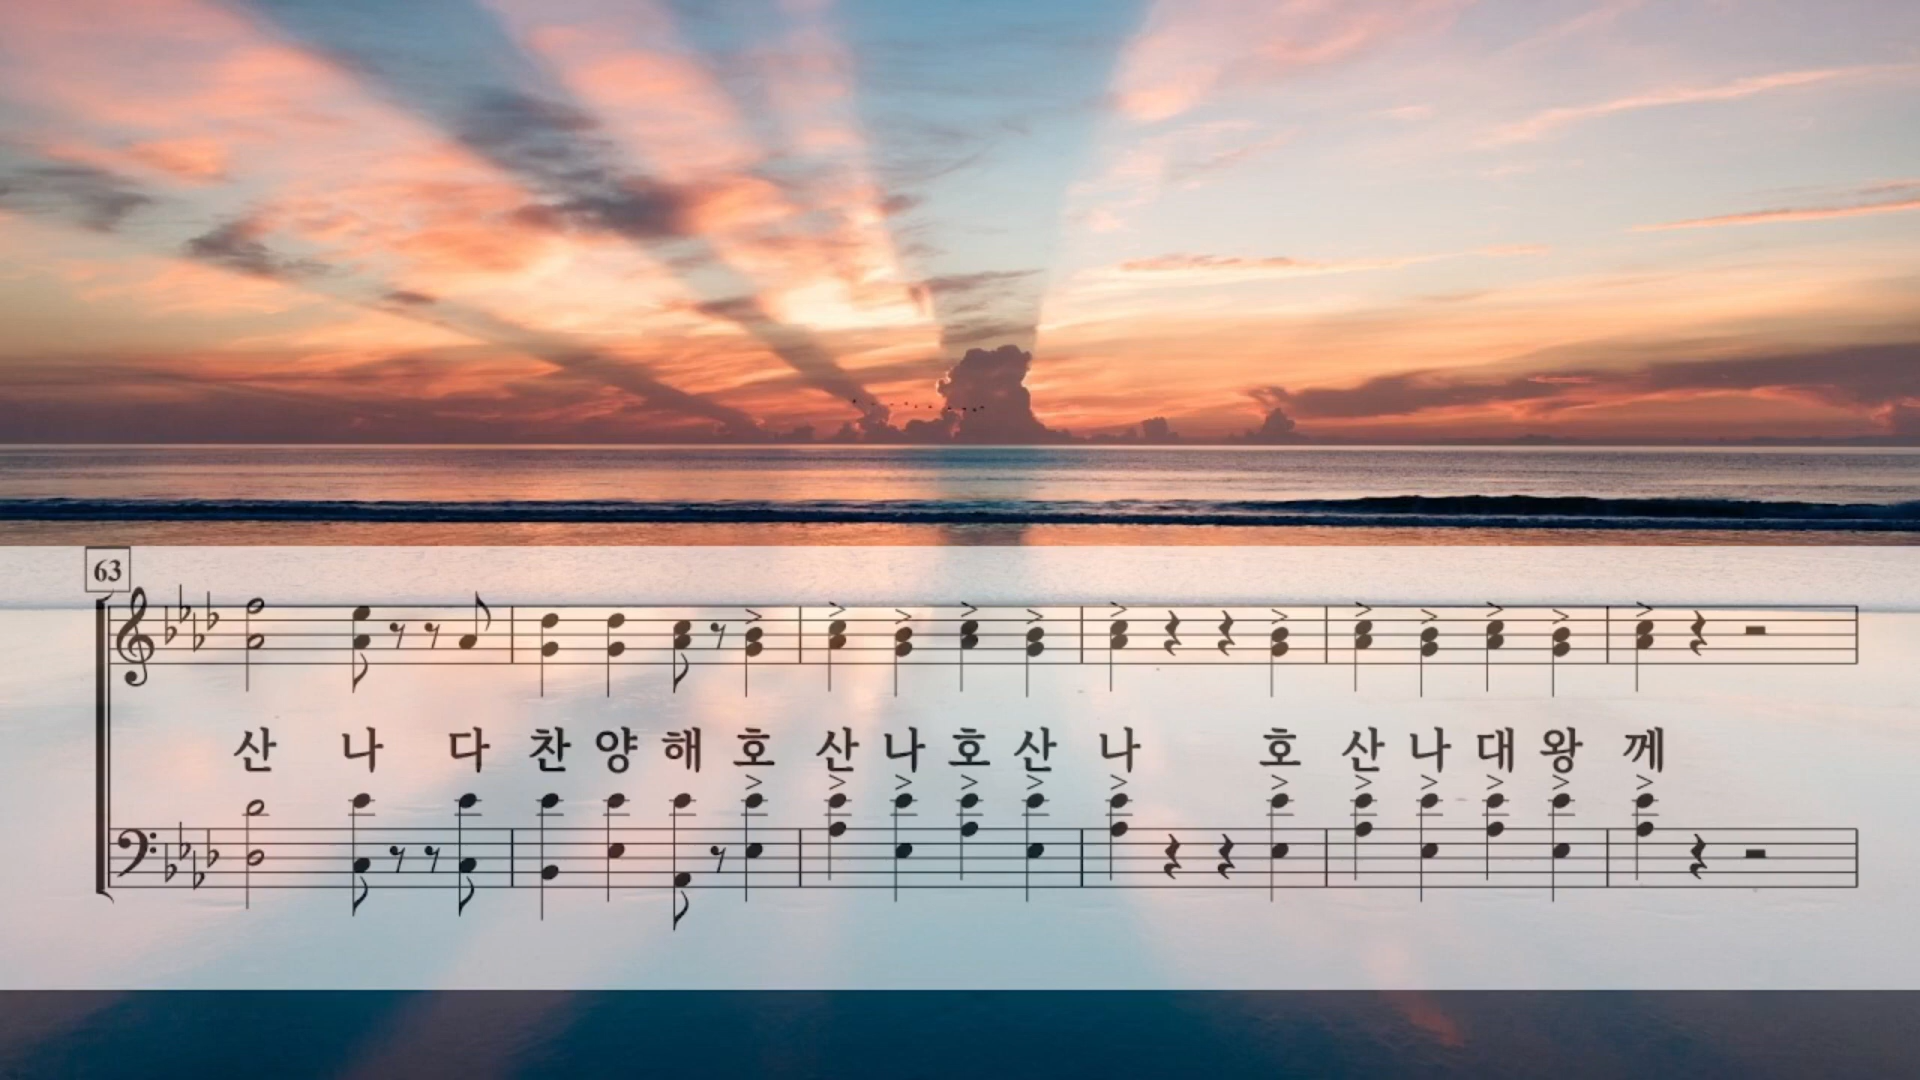 63
산 나 다 찬 양 해 호 산 나 호 산 나 호 산 나 대 왕 께